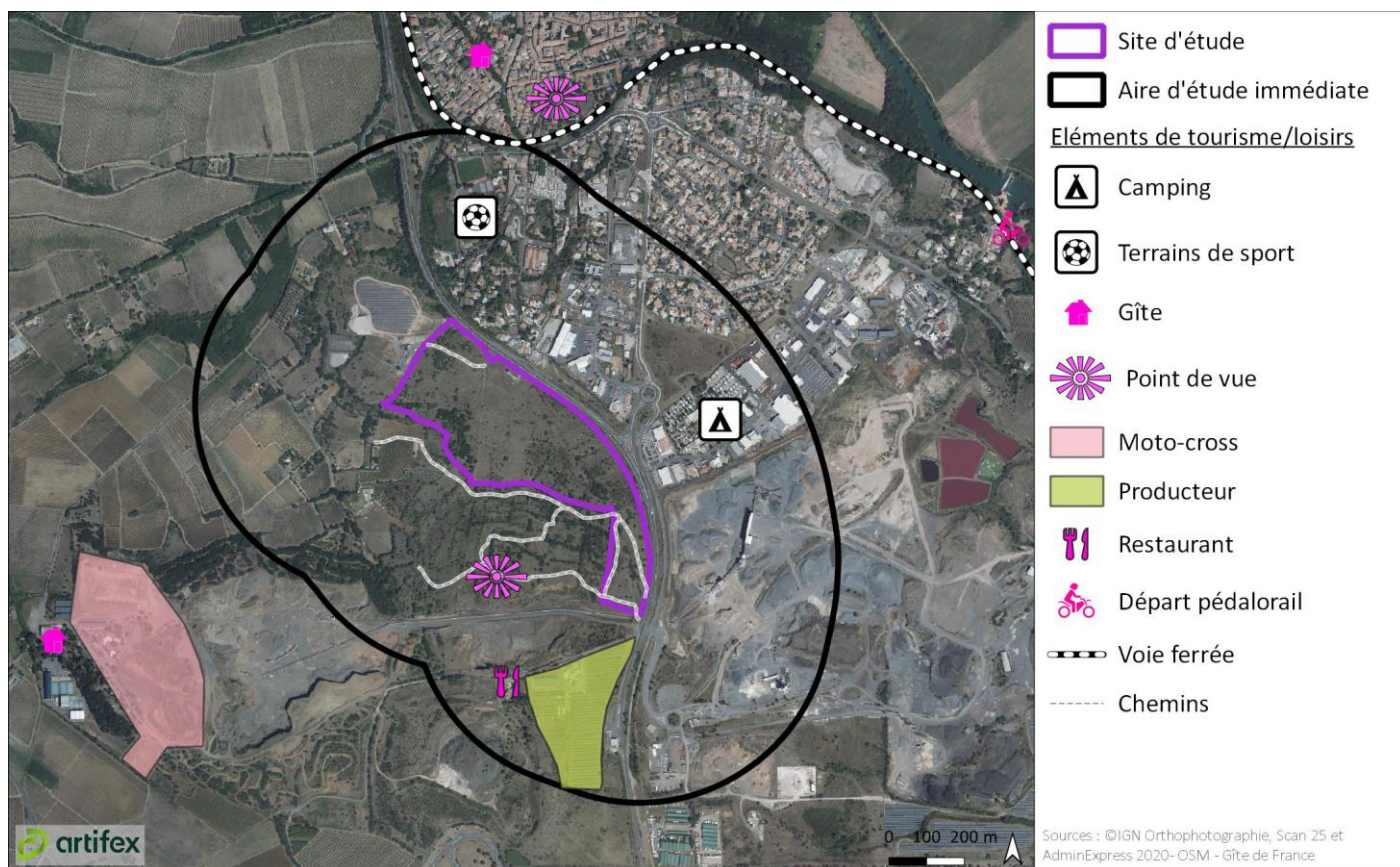 Site d'étude
Aire d'étude immédiate
Eléments de tourisme/loisirs
Camping
Terrains de sport
Gîte
Point de vue
Moto-cross
Producteur
Restaurant
Départ pédalorail
Voie ferrée
Chemins
artifex
0 100 200 m
Sources : ©IGN Orthophotographie, Scan 25 et
AdminExpress 2020- OSM - Gîte de France